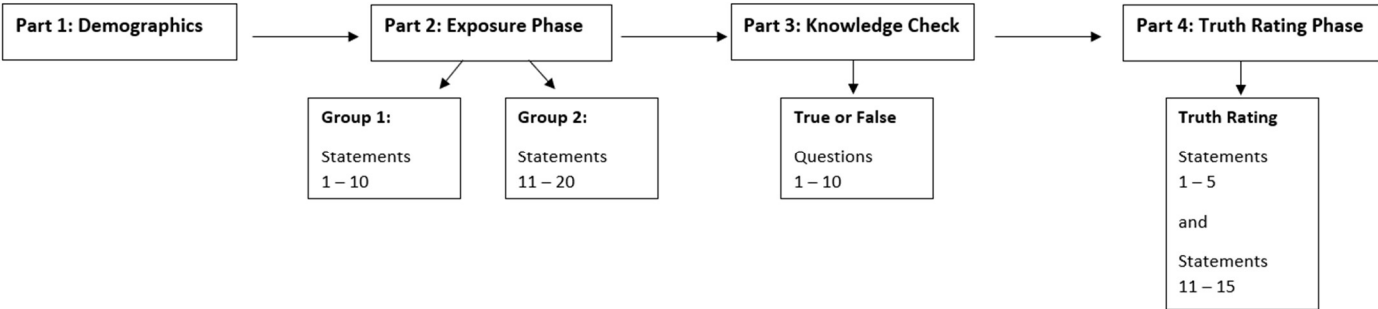 Part 1: Demographics
Part 2: Exposure Phase
Part 3: Knowledge Check
Part 4: Truth Rating Phase
Group 1:
Statements
1 – 10
Group 2:
Statements
11 – 20
True or False
Questions
1 – 10
Truth Rating
Statements
1 – 5
and
Statements
11 – 15